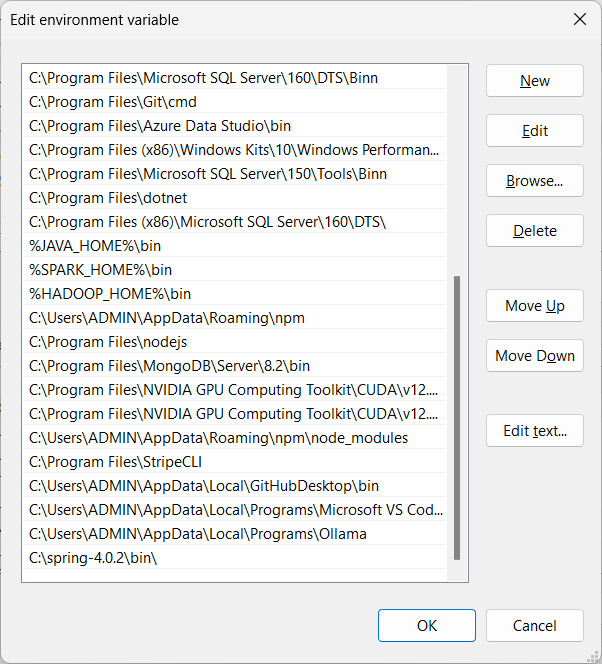 Edit environment variable
C:\Program Files\Microsoft SQL Server\160\DTS\Binn
C:\Program Files\Git\cmd
C:\Program Files\Azure Data Studio\bin
C:\Program Files (x86)\Windows Kits\10\Windows Performan...
C:\Program Files\Microsoft SQL Server\150\Tools\Binn
C:\Program Files\dotnet
C:\Program Files (x86)\Microsoft SQL Server\160\DTS\
%JAVA_HOME%\bin
%SPARK_HOME%\bin
%HADOOP_HOME%\bin
C:\Users\ADMIN\AppData\Roaming\npm
C:\Program Files\nodejs
C:\Program Files\MongoDB\Server\8.2\bin
C:\Program Files\NVIDIA GPU Computing Toolkit\CUDA\v12....
C:\Program Files\NVIDIA GPU Computing Toolkit\CUDA\v12....
C:\Users\ADMIN\AppData\Roaming\npm\node_modules
C:\Program Files\StripeCLI
C:\Users\ADMIN\AppData\Local\GitHubDesktop\bin
C:\Users\ADMIN\AppData\Local\Programs\Microsoft VS Cod...
C:\Users\ADMIN\AppData\Local\Programs\Ollama
C:\spring-4.0.2\bin\
New
Edit
Browse...
Delete
Move Up
Move Down
Edit text...
OK
Cancel